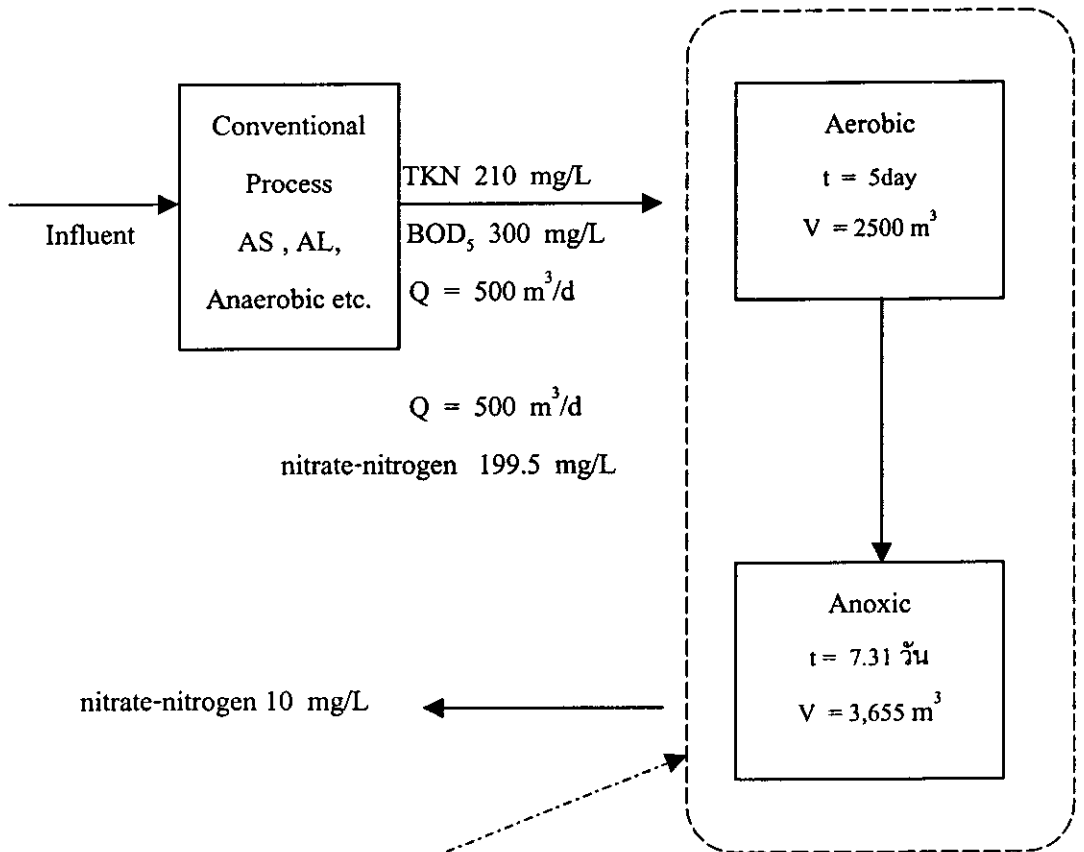 Influent
Conventional
Process
AS , AL,
Anaerobic etc.
TKN 210 mg/L
BOD₅ 300 mg/L
Q = 500 m³/d
Q = 500 m³/d
nitrate-nitrogen 199.5 mg/L
Aerobic
t = 5day
V = 2500 m³
Anoxic
t = 7.31 วัน
V = 3,655 m³
nitrate-nitrogen 10 mg/L